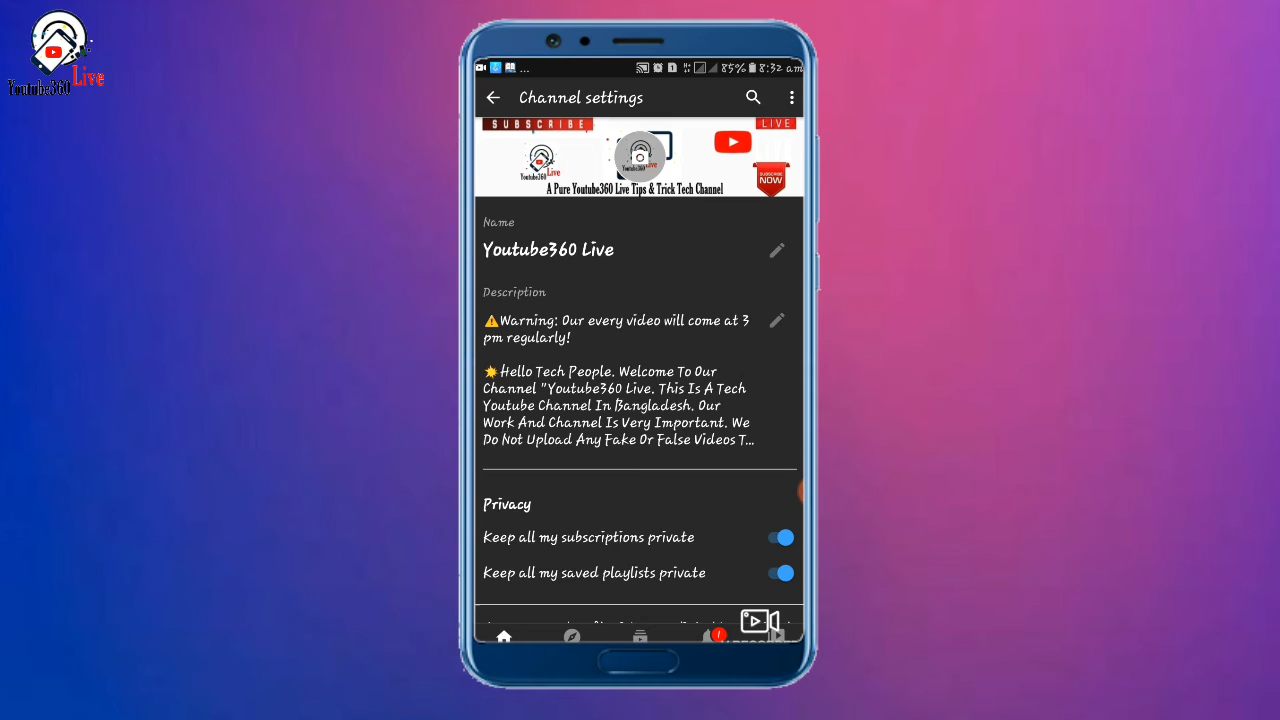 Youtube360 Live
... 85% 8:32 am
Channel settings
SUBSCRIBE LIVE
Youtube360 Live
SUBSCRIBE
NOW
A Pure Youtube360 Live Tips & Trick Tech Channel
Name
Youtube360 Live
Description
⚠️Warning: Our every video will come at 3
pm regularly!
Hello Tech People. Welcome To Our
Channel "Youtube360 Live. This Is A Tech
Youtube Channel In Bangladesh. Our
Work And Channel Is Very Important. We
Do Not Upload Any Fake Or False Videos T...
Privacy
Keep all my subscriptions private
Keep all my saved playlists private